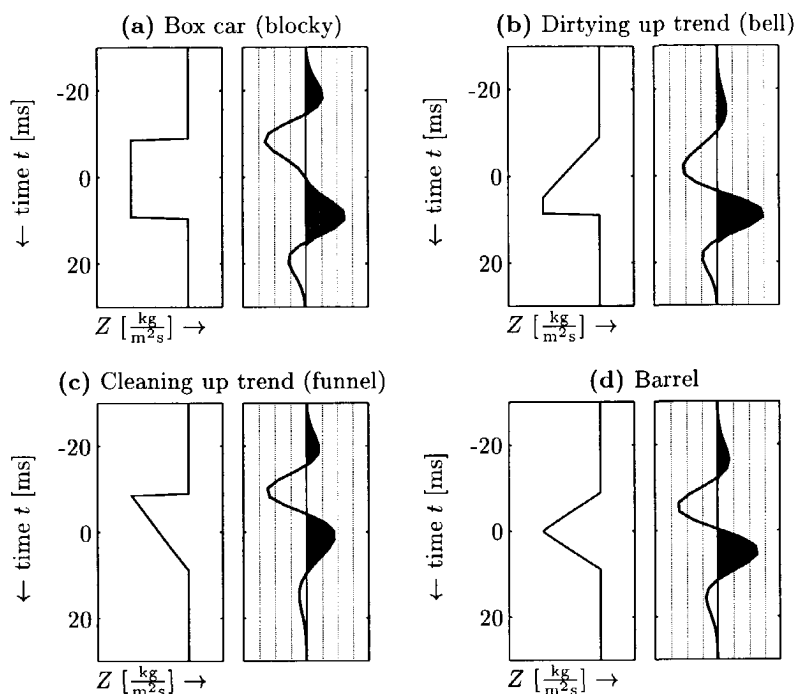 (a) Box car (blocky)
← time t [ms]
-20
0
20
Z [kg/m²s] →
(b) Dirtying up trend (bell)
← time t [ms]
-20
0
20
Z [kg/m²s] →
(c) Cleaning up trend (funnel)
← time t [ms]
-20
0
20
Z [kg/m²s] →
(d) Barrel
← time t [ms]
-20
0
20
Z [kg/m²s] →